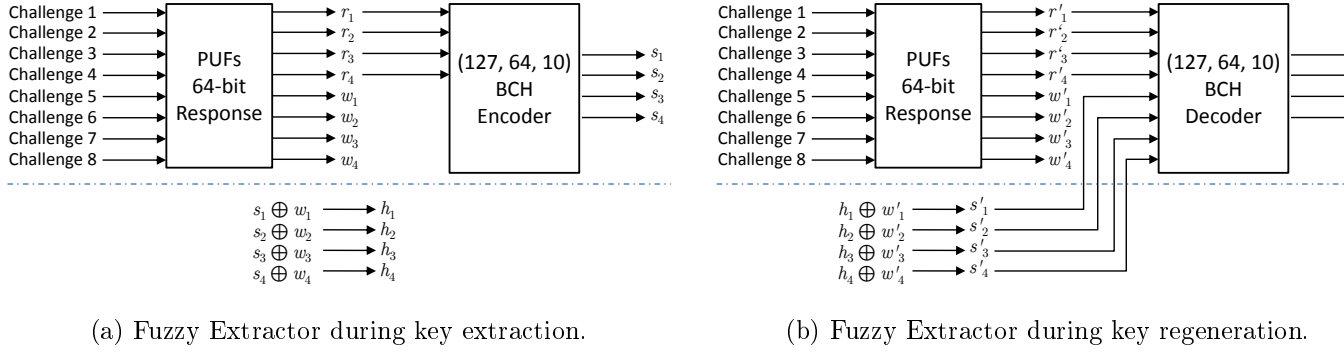 Challenge 1
Challenge 2
Challenge 3
Challenge 4
Challenge 5
Challenge 6
Challenge 7
Challenge 8
PUFs
64-bit
Response
r₁
r₂
r₃
r₄
w₁
w₂
w₃
w₄
(127, 64, 10)
BCH
Encoder
s₁
s₂
s₃
s₄
s₁ ⊕ w₁
h₁
s₂ ⊕ w₂
h₂
s₃ ⊕ w₃
h₃
s₄ ⊕ w₄
h₄
(a) Fuzzy Extractor during key extraction.
Challenge 1
Challenge 2
Challenge 3
Challenge 4
Challenge 5
Challenge 6
Challenge 7
Challenge 8
PUFs
64-bit
Response
r'₁
r‘₂
r‘₃
r'₄
w'₁
w'₂
w'₃
w'₄
(127, 64, 10)
BCH
Decoder
h₁ ⊕ w'₁
s'₁
h₂ ⊕ w'₂
s'₂
h₃ ⊕ w'₃
s'₃
h₄ ⊕ w'₄
s'₄
(b) Fuzzy Extractor during key regeneration.